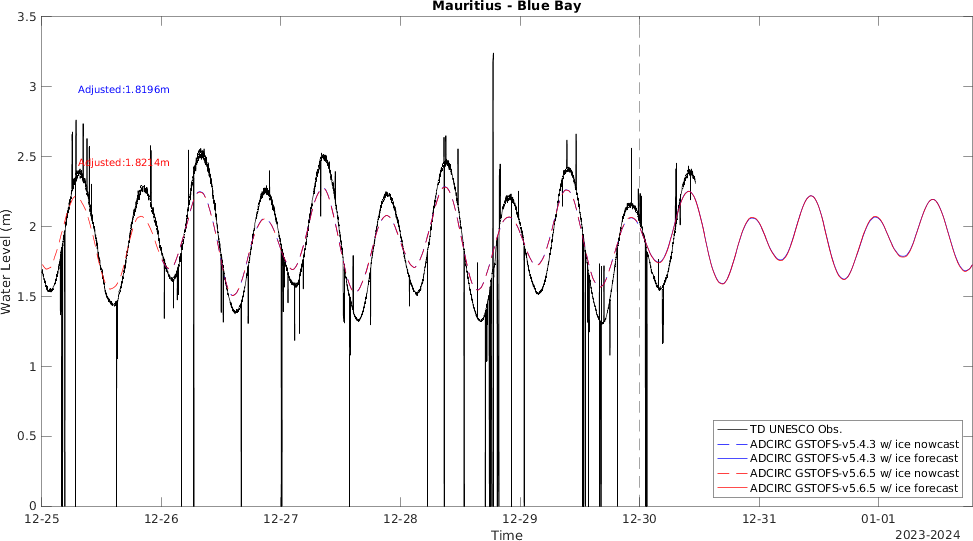 Mauritius - Blue Bay
3.5
3
2.5
2
1.5
1
0.5
0
Water Level (m)
Adjusted:1.8196m
Adjusted:1.8214m
TD UNESCO Obs.
ADCIRC GSTOFS-v5.4.3 w/ ice nowcast
ADCIRC GSTOFS-v5.4.3 w/ ice forecast
ADCIRC GSTOFS-v5.6.5 w/ ice nowcast
ADCIRC GSTOFS-v5.6.5 w/ ice forecast
12-25 12-26 12-27 12-28 12-29 12-30 12-31 01-01
Time
2023-2024